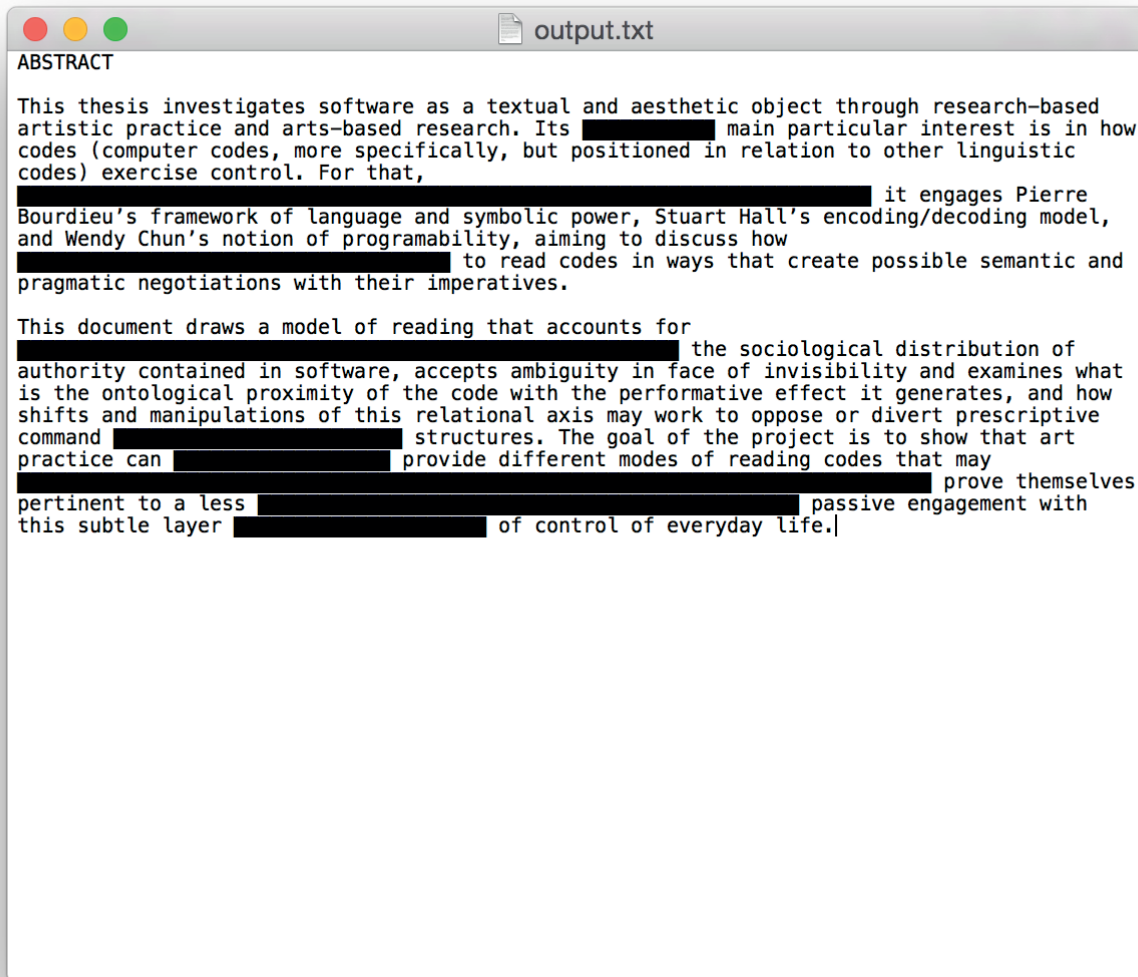 output.txt
ABSTRACT
This thesis investigates software as a textual and aesthetic object through research-based
artistic practice and arts-based research. Its main particular interest is in how
codes (computer codes, more specifically, but positioned in relation to other linguistic
codes) exercise control. For that,
it engages Pierre
Bourdieu’s framework of language and symbolic power, Stuart Hall’s encoding/decoding model,
and Wendy Chun’s notion of programability, aiming to discuss how
to read codes in ways that create possible semantic and
pragmatic negotiations with their imperatives.
This document draws a model of reading that accounts for
the sociological distribution of
authority contained in software, accepts ambiguity in face of invisibility and examines what
is the ontological proximity of the code with the performative effect it generates, and how
shifts and manipulations of this relational axis may work to oppose or divert prescriptive
command structures. The goal of the project is to show that art
practice can provide different modes of reading codes that may
prove themselves
pertinent to a less passive engagement with
this subtle layer of control of everyday life.